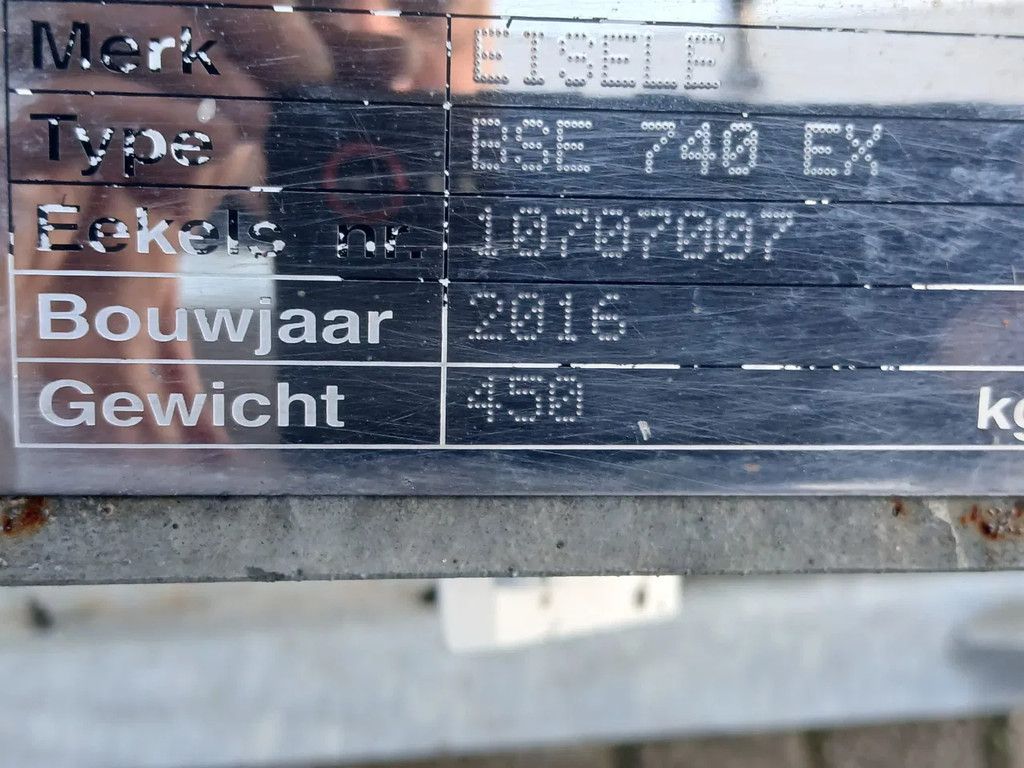 Merk EISELE
Type BSE 740 EX
Eekels nr. 10707007
Bouwjaar 2016
Gewicht 450 kg